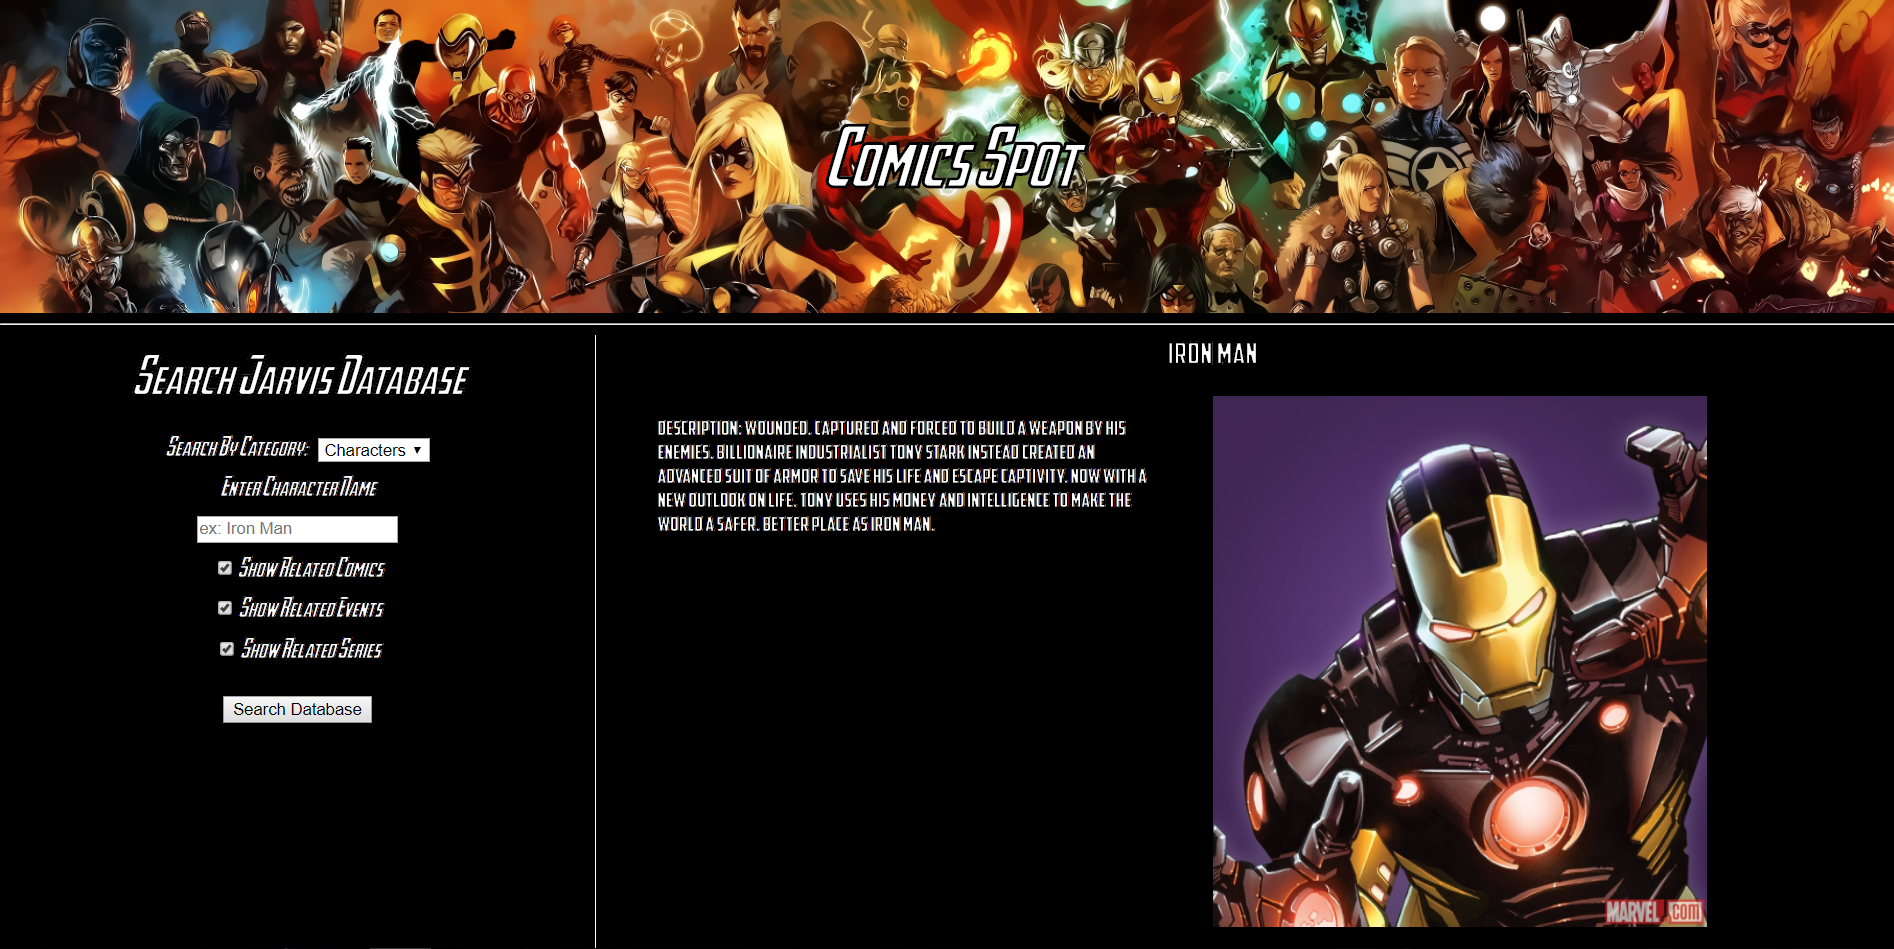 Comics Spot
Search Jarvis Database
Search By Category: Characters
Enter Character Name
ex: Iron Man
Show Related Comics
Show Related Events
Show Related Series
Search Database
IRON MAN
DESCRIPTION: WOUNDED, CAPTURED AND FORCED TO BUILD A WEAPON BY HIS
ENEMIES, BILLIONAIRE INDUSTRIALIST TONY STARK INSTEAD CREATED AN
ADVANCED SUIT OF ARMOR TO SAVE HIS LIFE AND ESCAPE CAPTIVITY. NOW WITH A
NEW OUTLOOK ON LIFE, TONY USES HIS MONEY AND INTELLIGENCE TO MAKE THE
WORLD A SAFER, BETTER PLACE AS IRON MAN.
MARVEL.COM